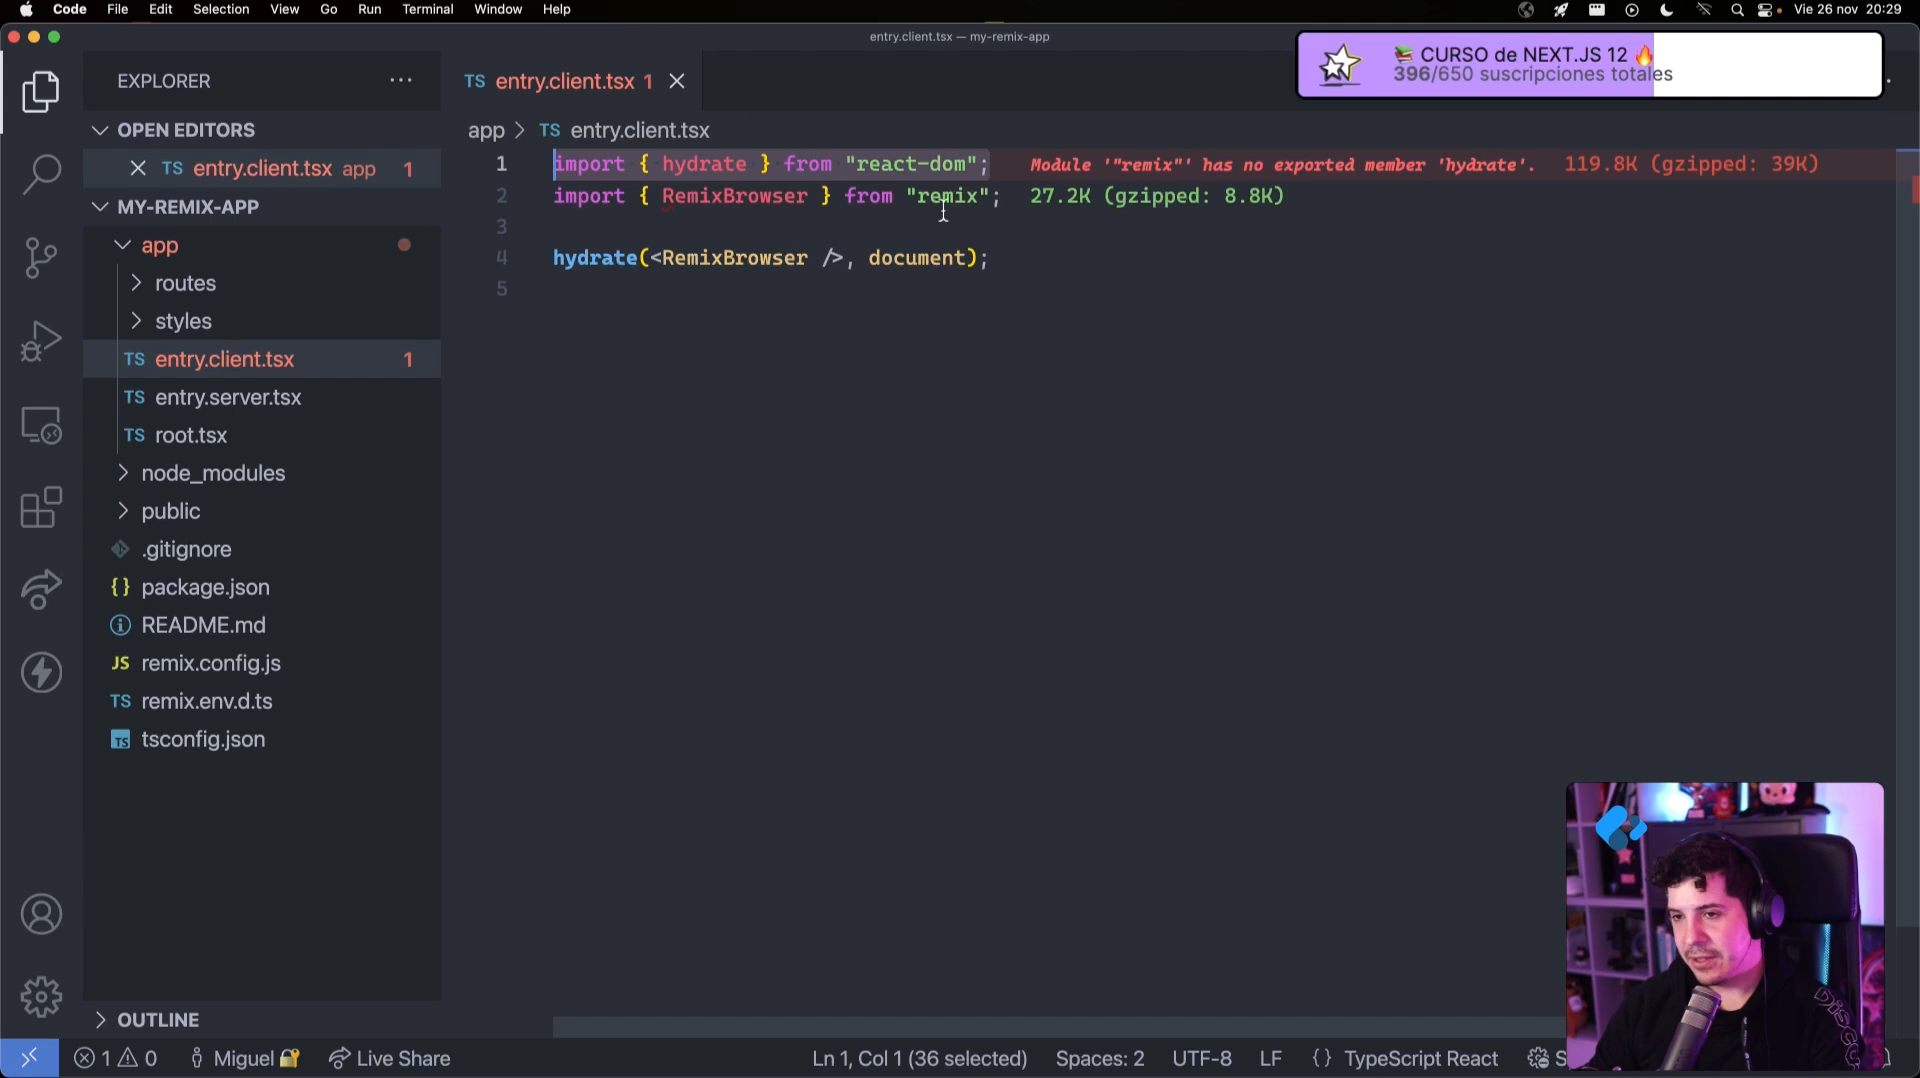 Code File Edit Selection View Go Run Terminal Window Help Vie 26 nov 20:29
entry.client.tsx — my-remix-app
📚 CURSO de NEXT.JS 12 🔥
396/650 suscripciones totales
EXPLORER ···
TS entry.client.tsx 1
OPEN EDITORS
TS entry.client.tsx app 1
MY-REMIX-APP
app
routes
styles
TS entry.client.tsx 1
TS entry.server.tsx
TS root.tsx
node_modules
public
.gitignore
{} package.json
README.md
JS remix.config.js
TS remix.env.d.ts
TS tsconfig.json
OUTLINE
app > TS entry.client.tsx
1 import { hydrate } from "react-dom"; Module '"remix"' has no exported member 'hydrate'. 119.8K (gzipped: 39K)
2 import { RemixBrowser } from "remix"; 27.2K (gzipped: 8.8K)
3
4 hydrate(<RemixBrowser />, document);
5
1 0 Miguel 🔐 Live Share Ln 1, Col 1 (36 selected) Spaces: 2 UTF-8 LF {} TypeScript React